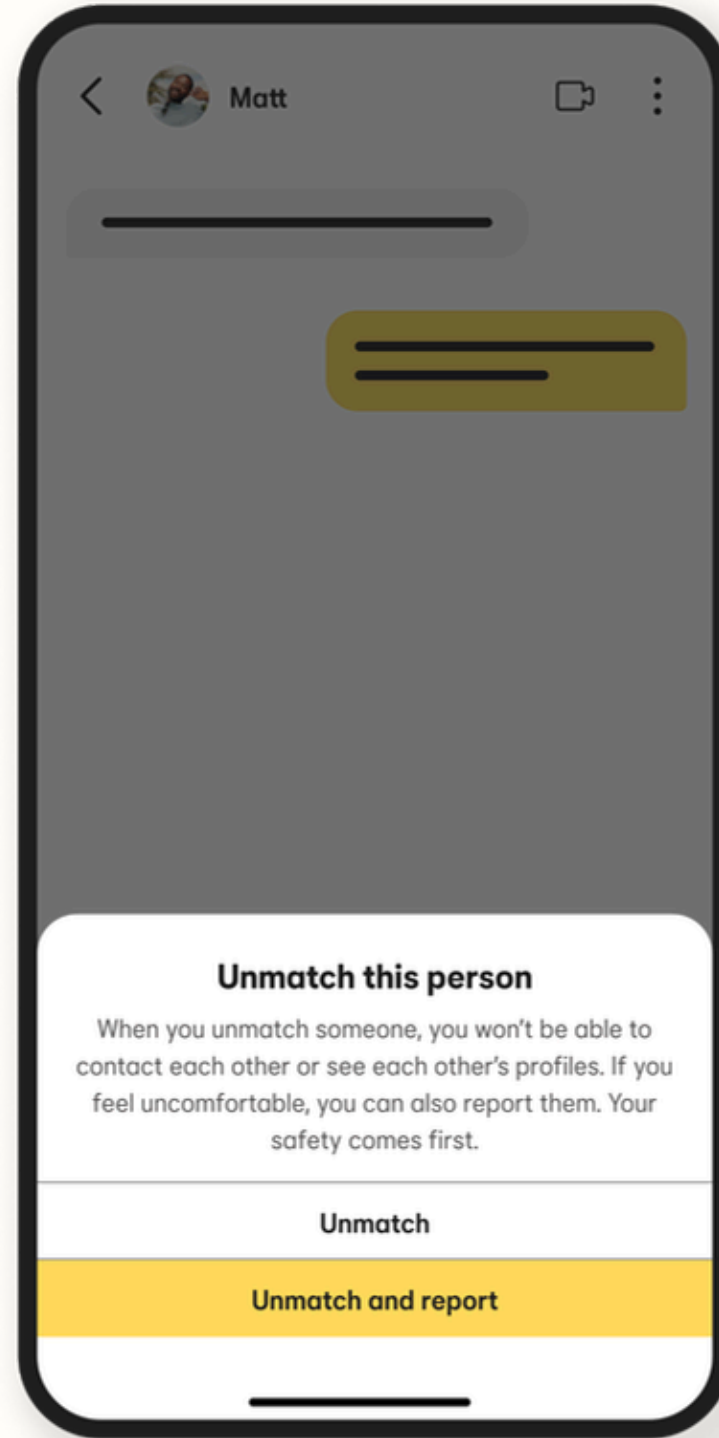 Matt
Unmatch this person
When you unmatch someone, you won't be able to
contact each other or see each other's profiles. If you
feel uncomfortable, you can also report them. Your
safety comes first.
Unmatch
Unmatch and report